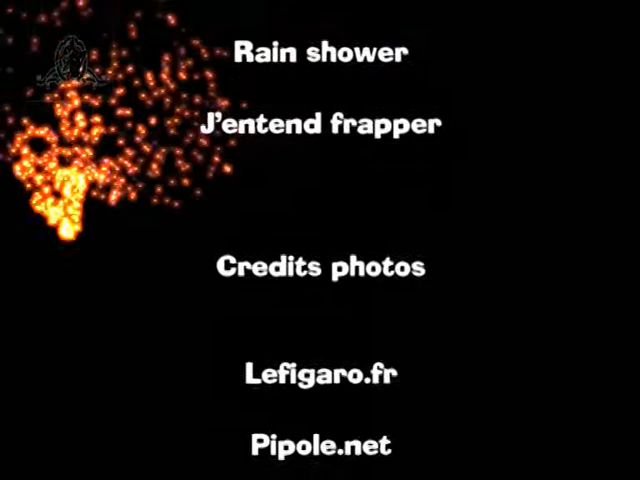 Rain shower
J'entend frapper
Credits photos
Lefigaro.fr
Pipole.net